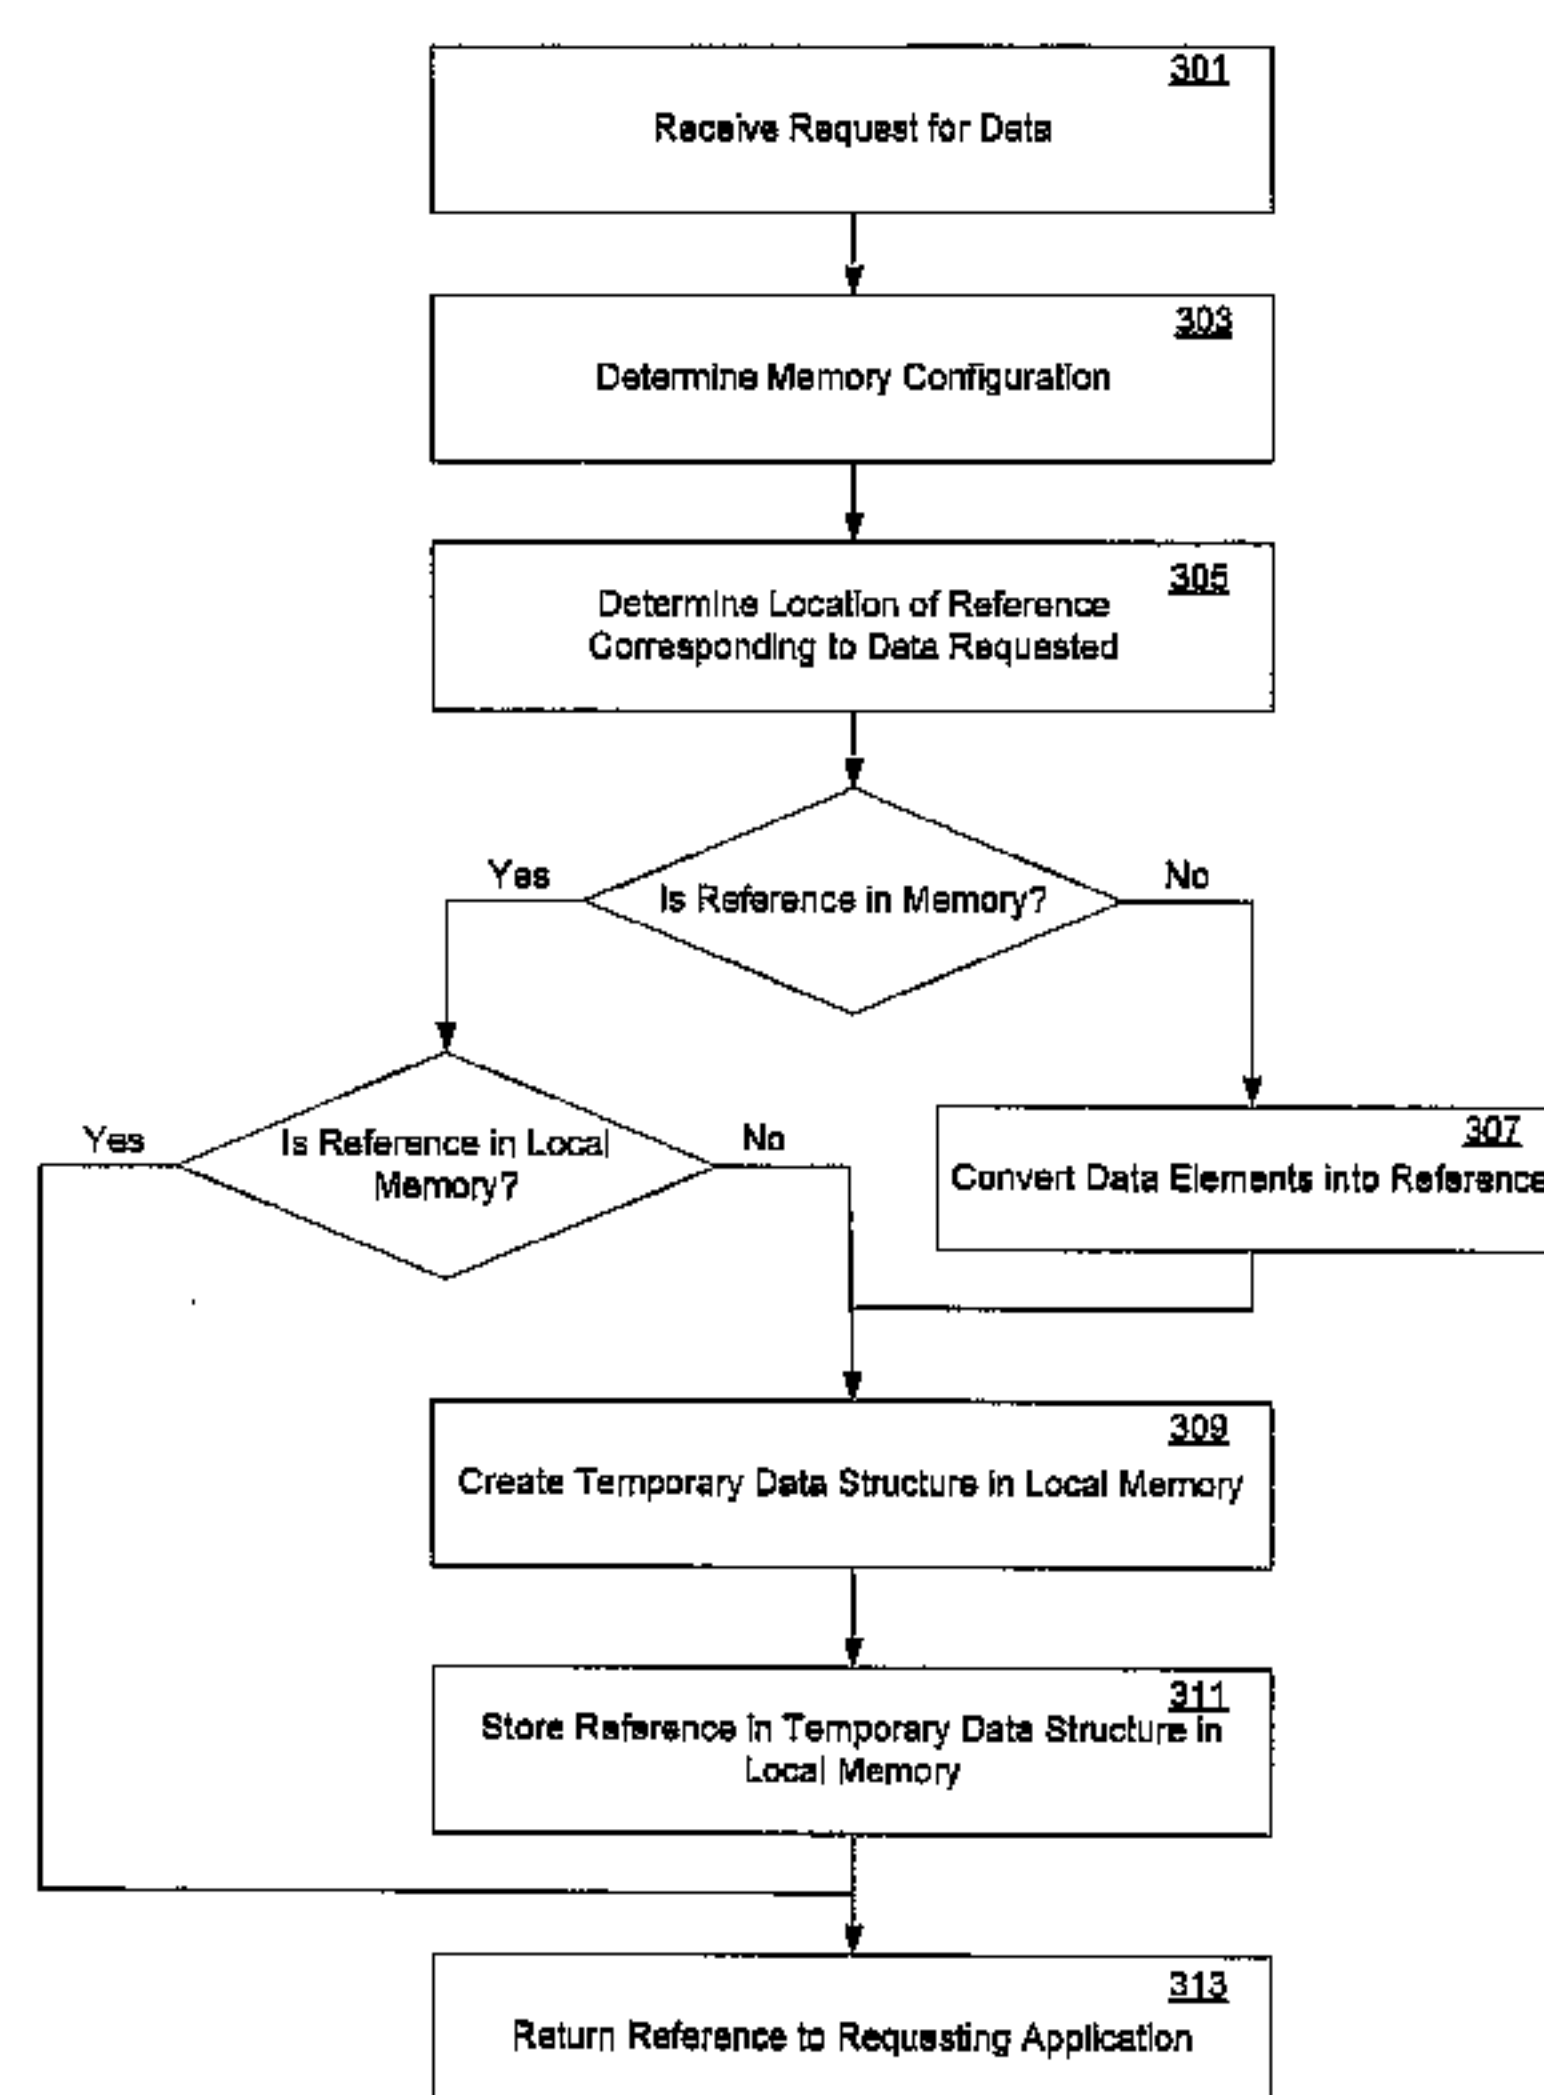 301
Receive Request for Data
303
Determine Memory Configuration
305
Determine Location of Reference
Corresponding to Data Requested
Yes
Is Reference in Memory?
No
Yes
Is Reference in Local
Memory?
No
307
Convert Data Elements into Reference
309
Create Temporary Data Structure in Local Memory
311
Store Reference in Temporary Data Structure in
Local Memory
313
Return Reference to Requesting Application